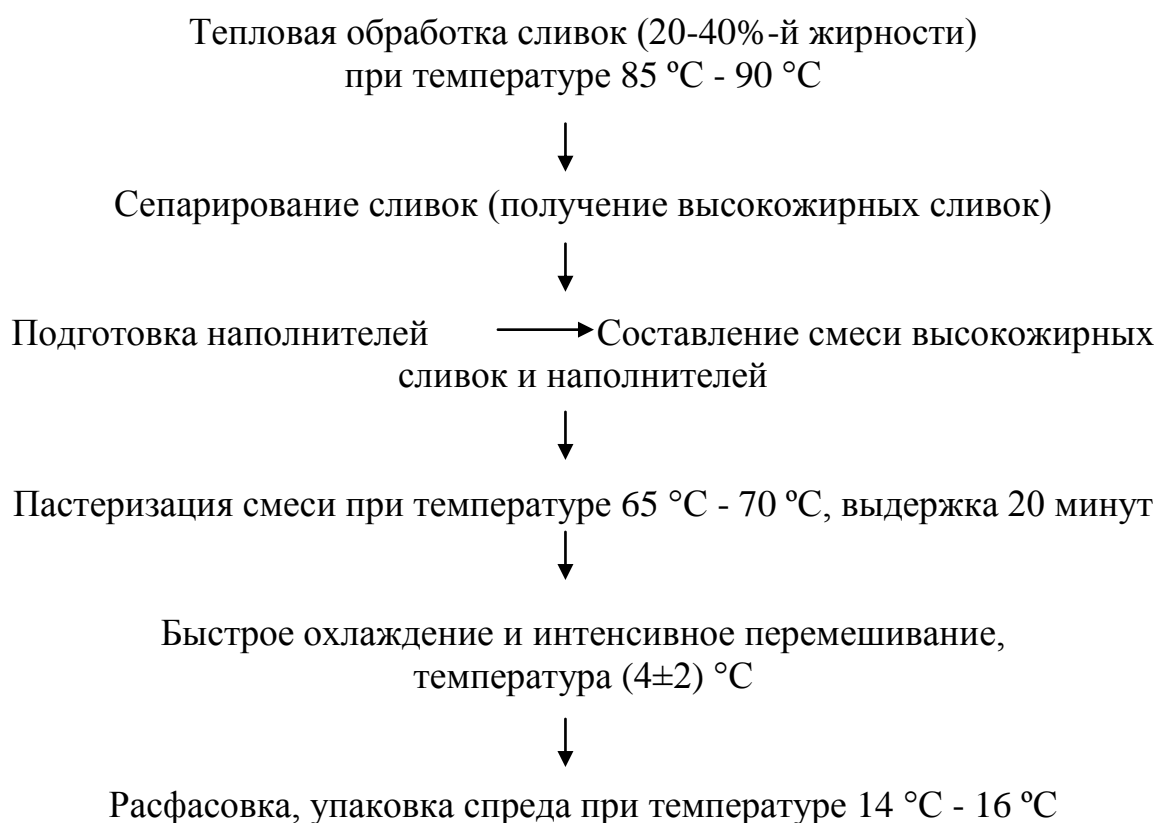 Тепловая обработка сливок (20-40%-й жирности)
при температуре 85 ºС - 90 °С
Сепарирование сливок (получение высокожирных сливок)
Подготовка наполнителей Составление смеси высокожирных
сливок и наполнителей
Пастеризация смеси при температуре 65 °С - 70 ºС, выдержка 20 минут
Быстрое охлаждение и интенсивное перемешивание,
температура (4±2) °С
Расфасовка, упаковка спреда при температуре 14 °С - 16 ºС